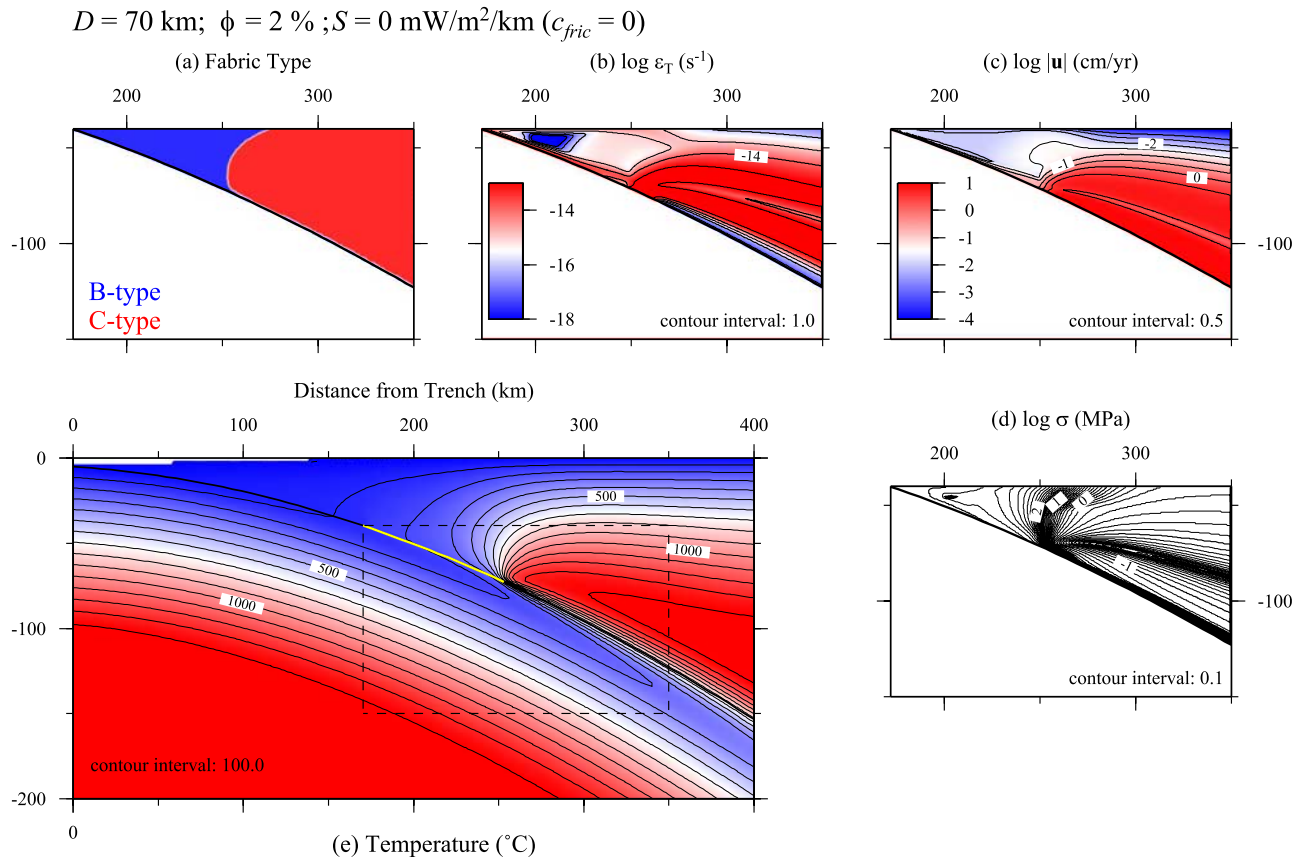 D = 70 km; ϕ = 2 % ; S = 0 mW/m²/km (c_fric = 0)
(a) Fabric Type
(b) log ε_T (s⁻¹)
(c) log |u| (cm/yr)
200 300
200 300
200 300
-100
B-type
C-type
-14
-14
-16
-18
contour interval: 1.0
-2
-1
0
1
0
-1
-2
-3
-4
-100
contour interval: 0.5
Distance from Trench (km)
0 100 200 300 400
0
-100
-200
500
1000
500
1000
contour interval: 100.0
0
(e) Temperature (˚C)
(d) log σ (MPa)
200 300
2
1
0
-1
-100
contour interval: 0.1